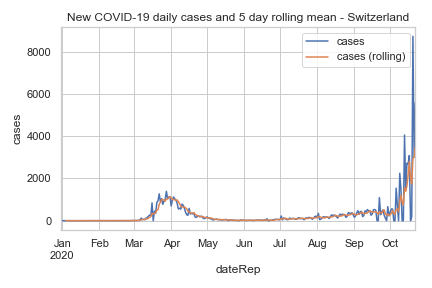 New COVID-19 daily cases and 5 day rolling mean - Switzerland
cases
cases (rolling)
8000
6000
4000
2000
0
cases
Jan Feb Mar Apr May Jun Jul Aug Sep Oct
2020
dateRep